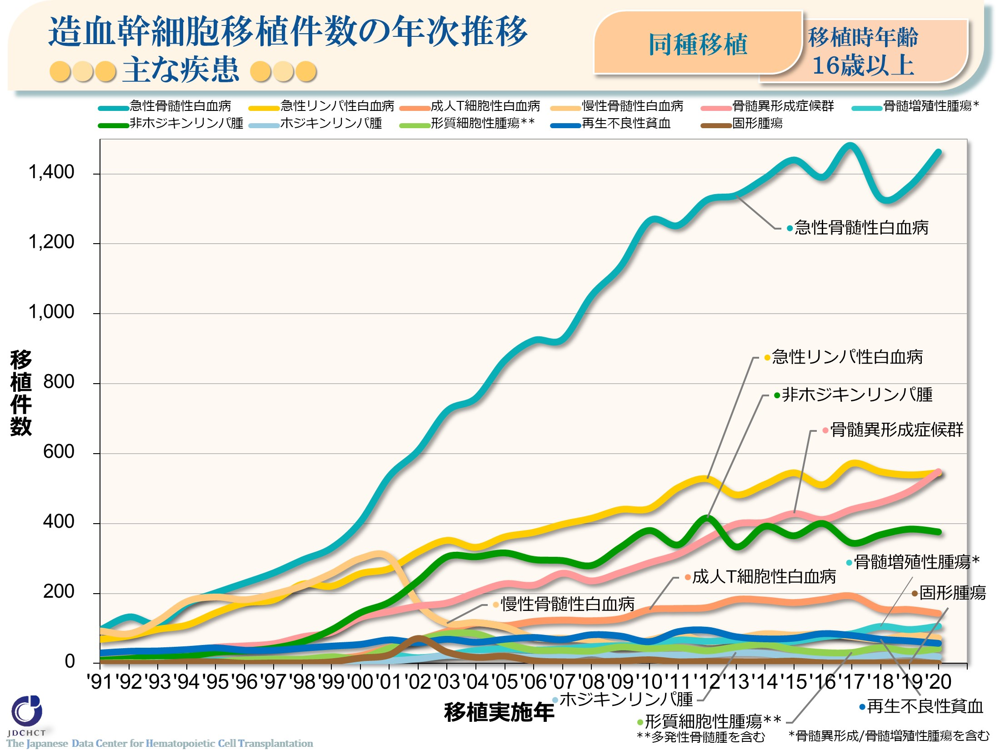 造血幹細胞移植件数の年次推移
主な疾患
同種移植
移植時年齢
16歳以上
急性骨髄性白血病 急性リンパ性白血病 成人T細胞性白血病 慢性骨髄性白血病 骨髄異形成症候群 骨髄増殖性腫瘍*
非ホジキンリンパ腫 ホジキンリンパ腫 形質細胞性腫瘍** 再生不良性貧血 固形腫瘍
1,400
1,200
1,000
800
600
400
200
0
移植件数
急性骨髄性白血病
急性リンパ性白血病
非ホジキンリンパ腫
骨髄異形成症候群
骨髄増殖性腫瘍*
成人T細胞性白血病
固形腫瘍
慢性骨髄性白血病
'91 '92 '93 '94 '95 '96 '97 '98 '99 '00 '01 '02 '03 '04 '05 '06 '07 '08 '09 '10 '11 '12 '13 '14 '15 '16 '17 '18 '19 '20
ホジキンリンパ腫
再生不良性貧血
移植実施年
形質細胞性腫瘍**
**多発性骨髄腫を含む
*骨髄異形成/骨髄増殖性腫瘍を含む
JDCHCT
The Japanese Data Center for Hematopoietic Cell Transplantation